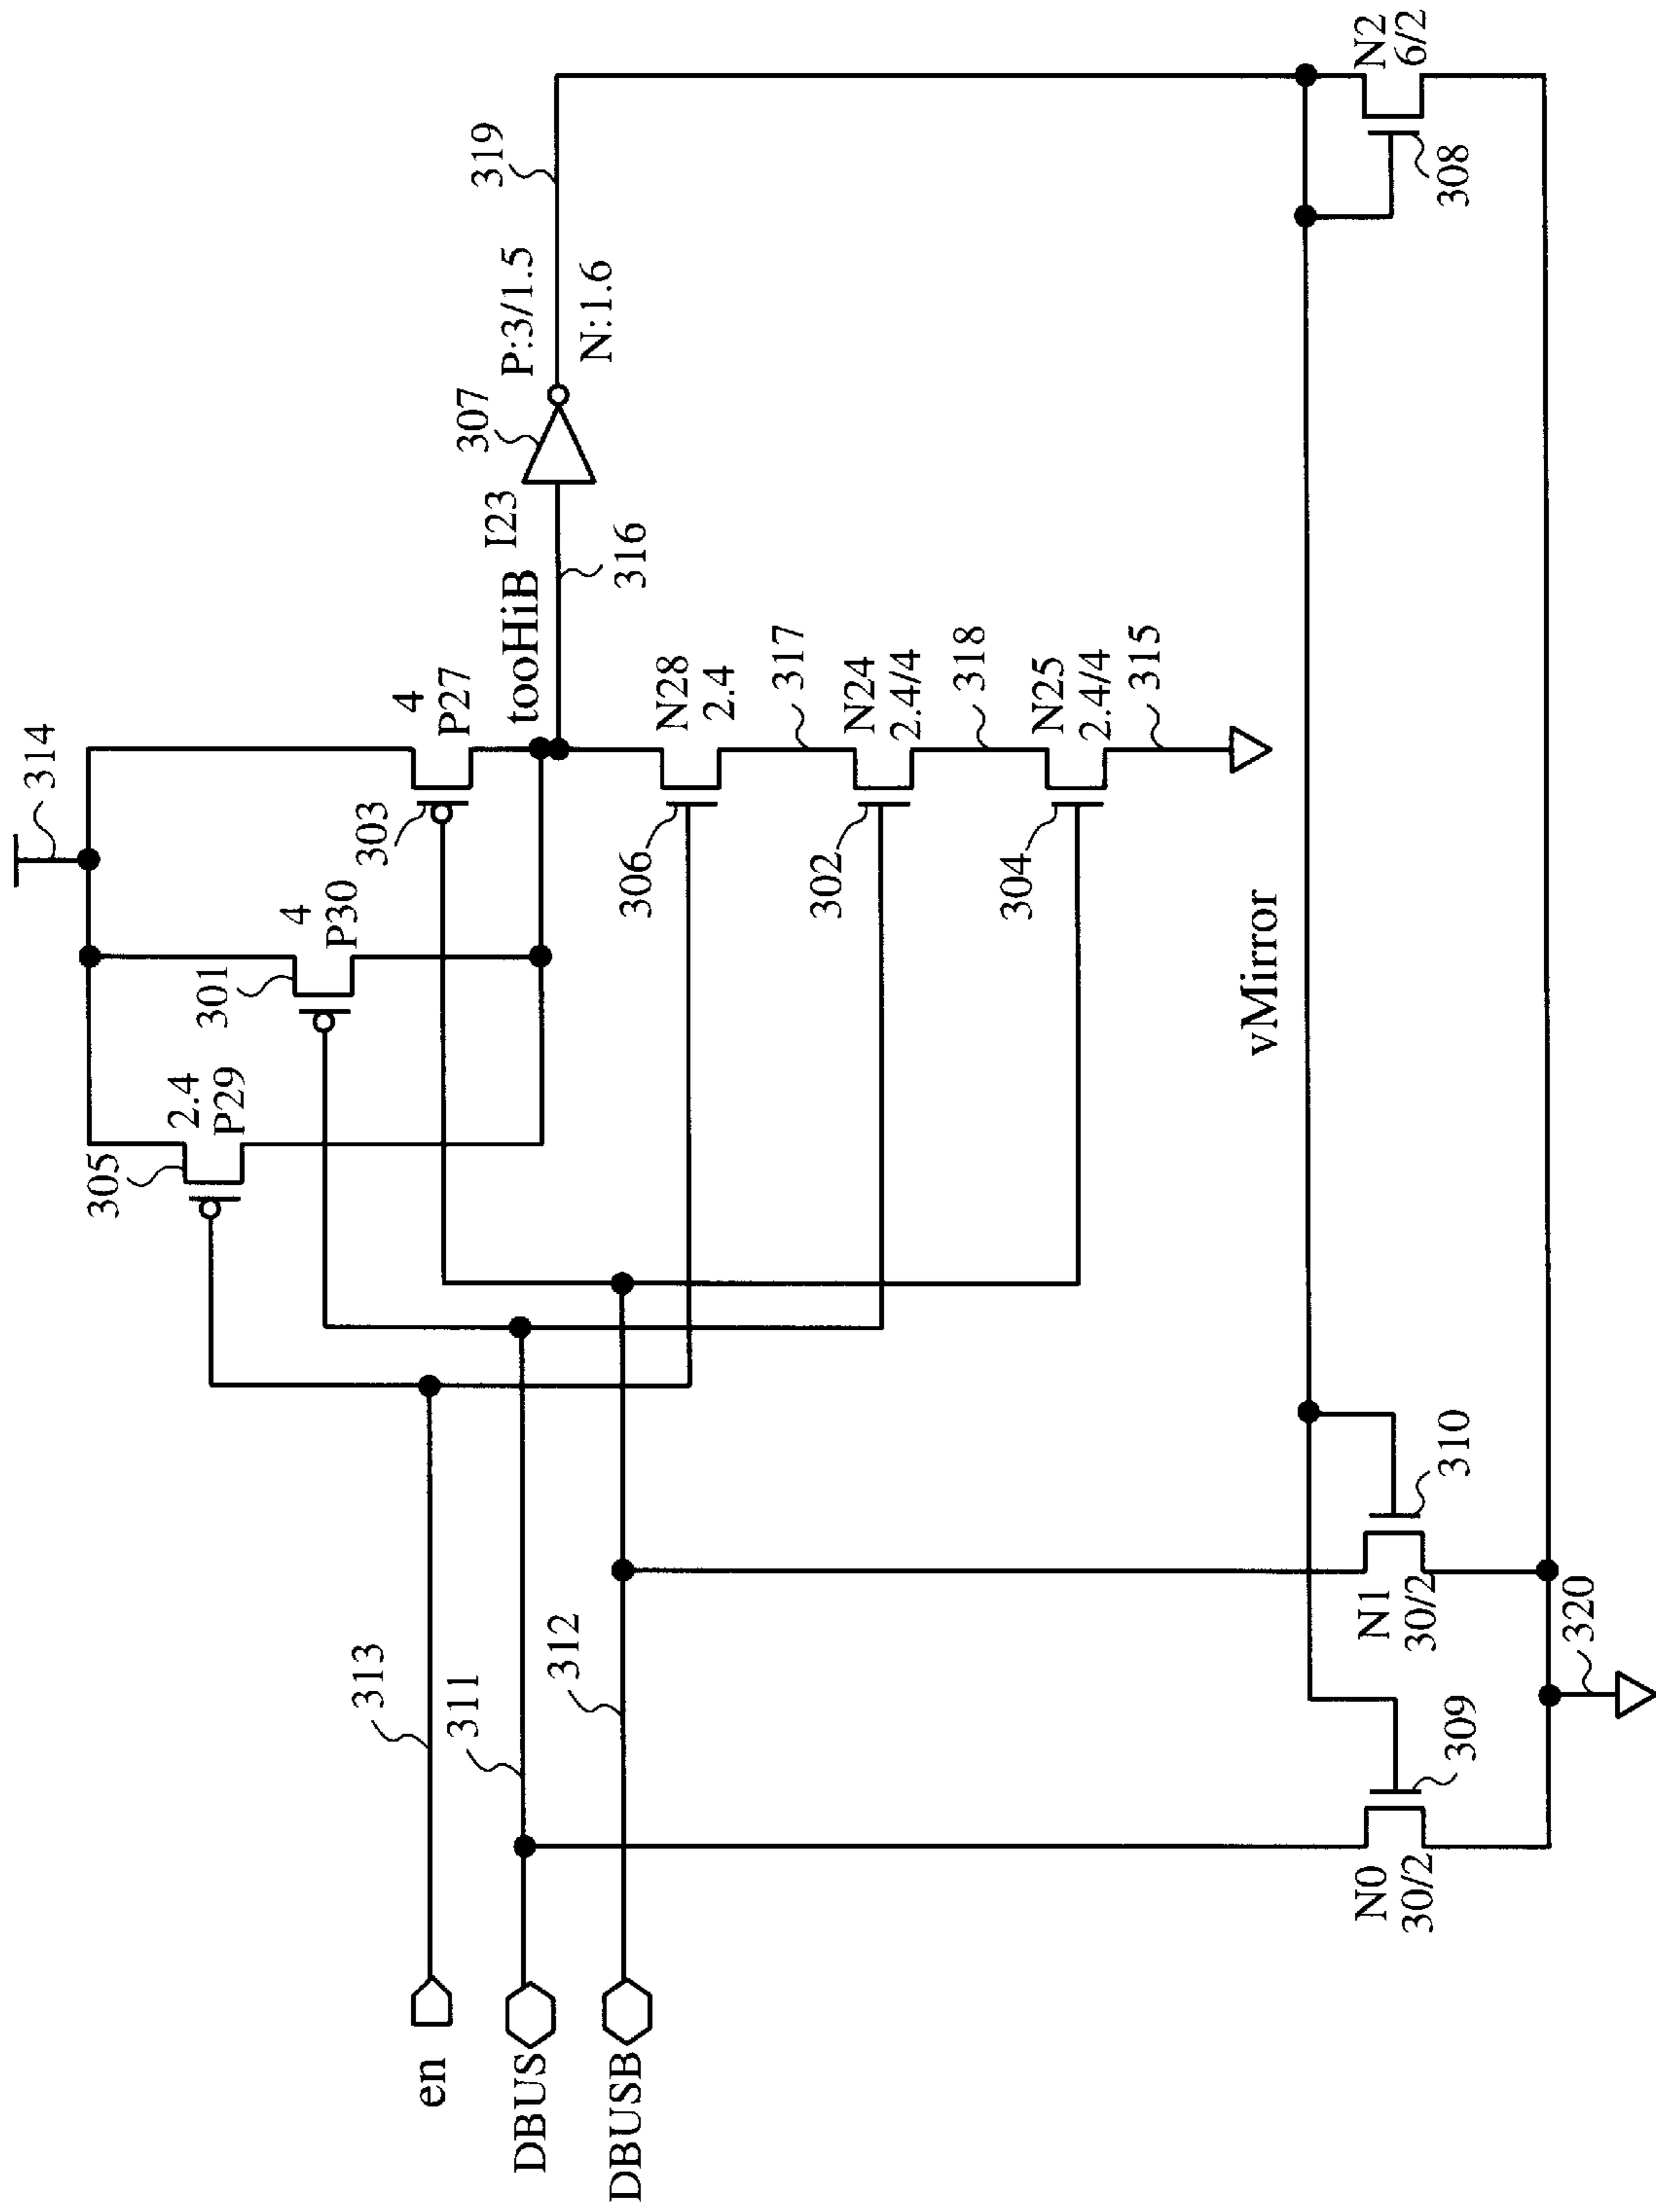 314
305
2.4
P29
301
4
P30
303
4
P27
tooHiB
I23
307
P:3/1.5
N:1.6
319
316
306
N28
2.4
317
302
N24
2.4/4
318
304
N25
2.4/4
315
en
313
DBUS
311
DBUSB
312
vMirror
N0
30/2
309
N1
30/2
310
320
308
N2
6/2